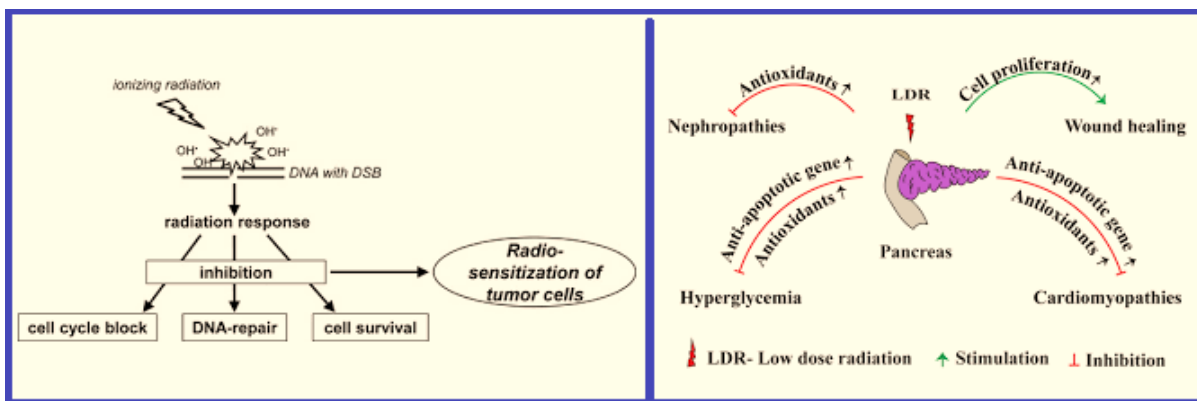 ionizing radiation
OH•
OH•
OH•
OH•
DNA with DSB
radiation response
inhibition
Radio-
sensitization of
tumor cells
cell cycle block
DNA-repair
cell survival
Antioxidants ↑
LDR
Cell proliferation ↑
Nephropathies
Wound healing
Anti-apoptotic gene ↑
Antioxidants ↑
Anti-apoptotic gene ↑
Antioxidants ↑
Pancreas
Hyperglycemia
Cardiomyopathies
LDR- Low dose radiation
Stimulation
Inhibition